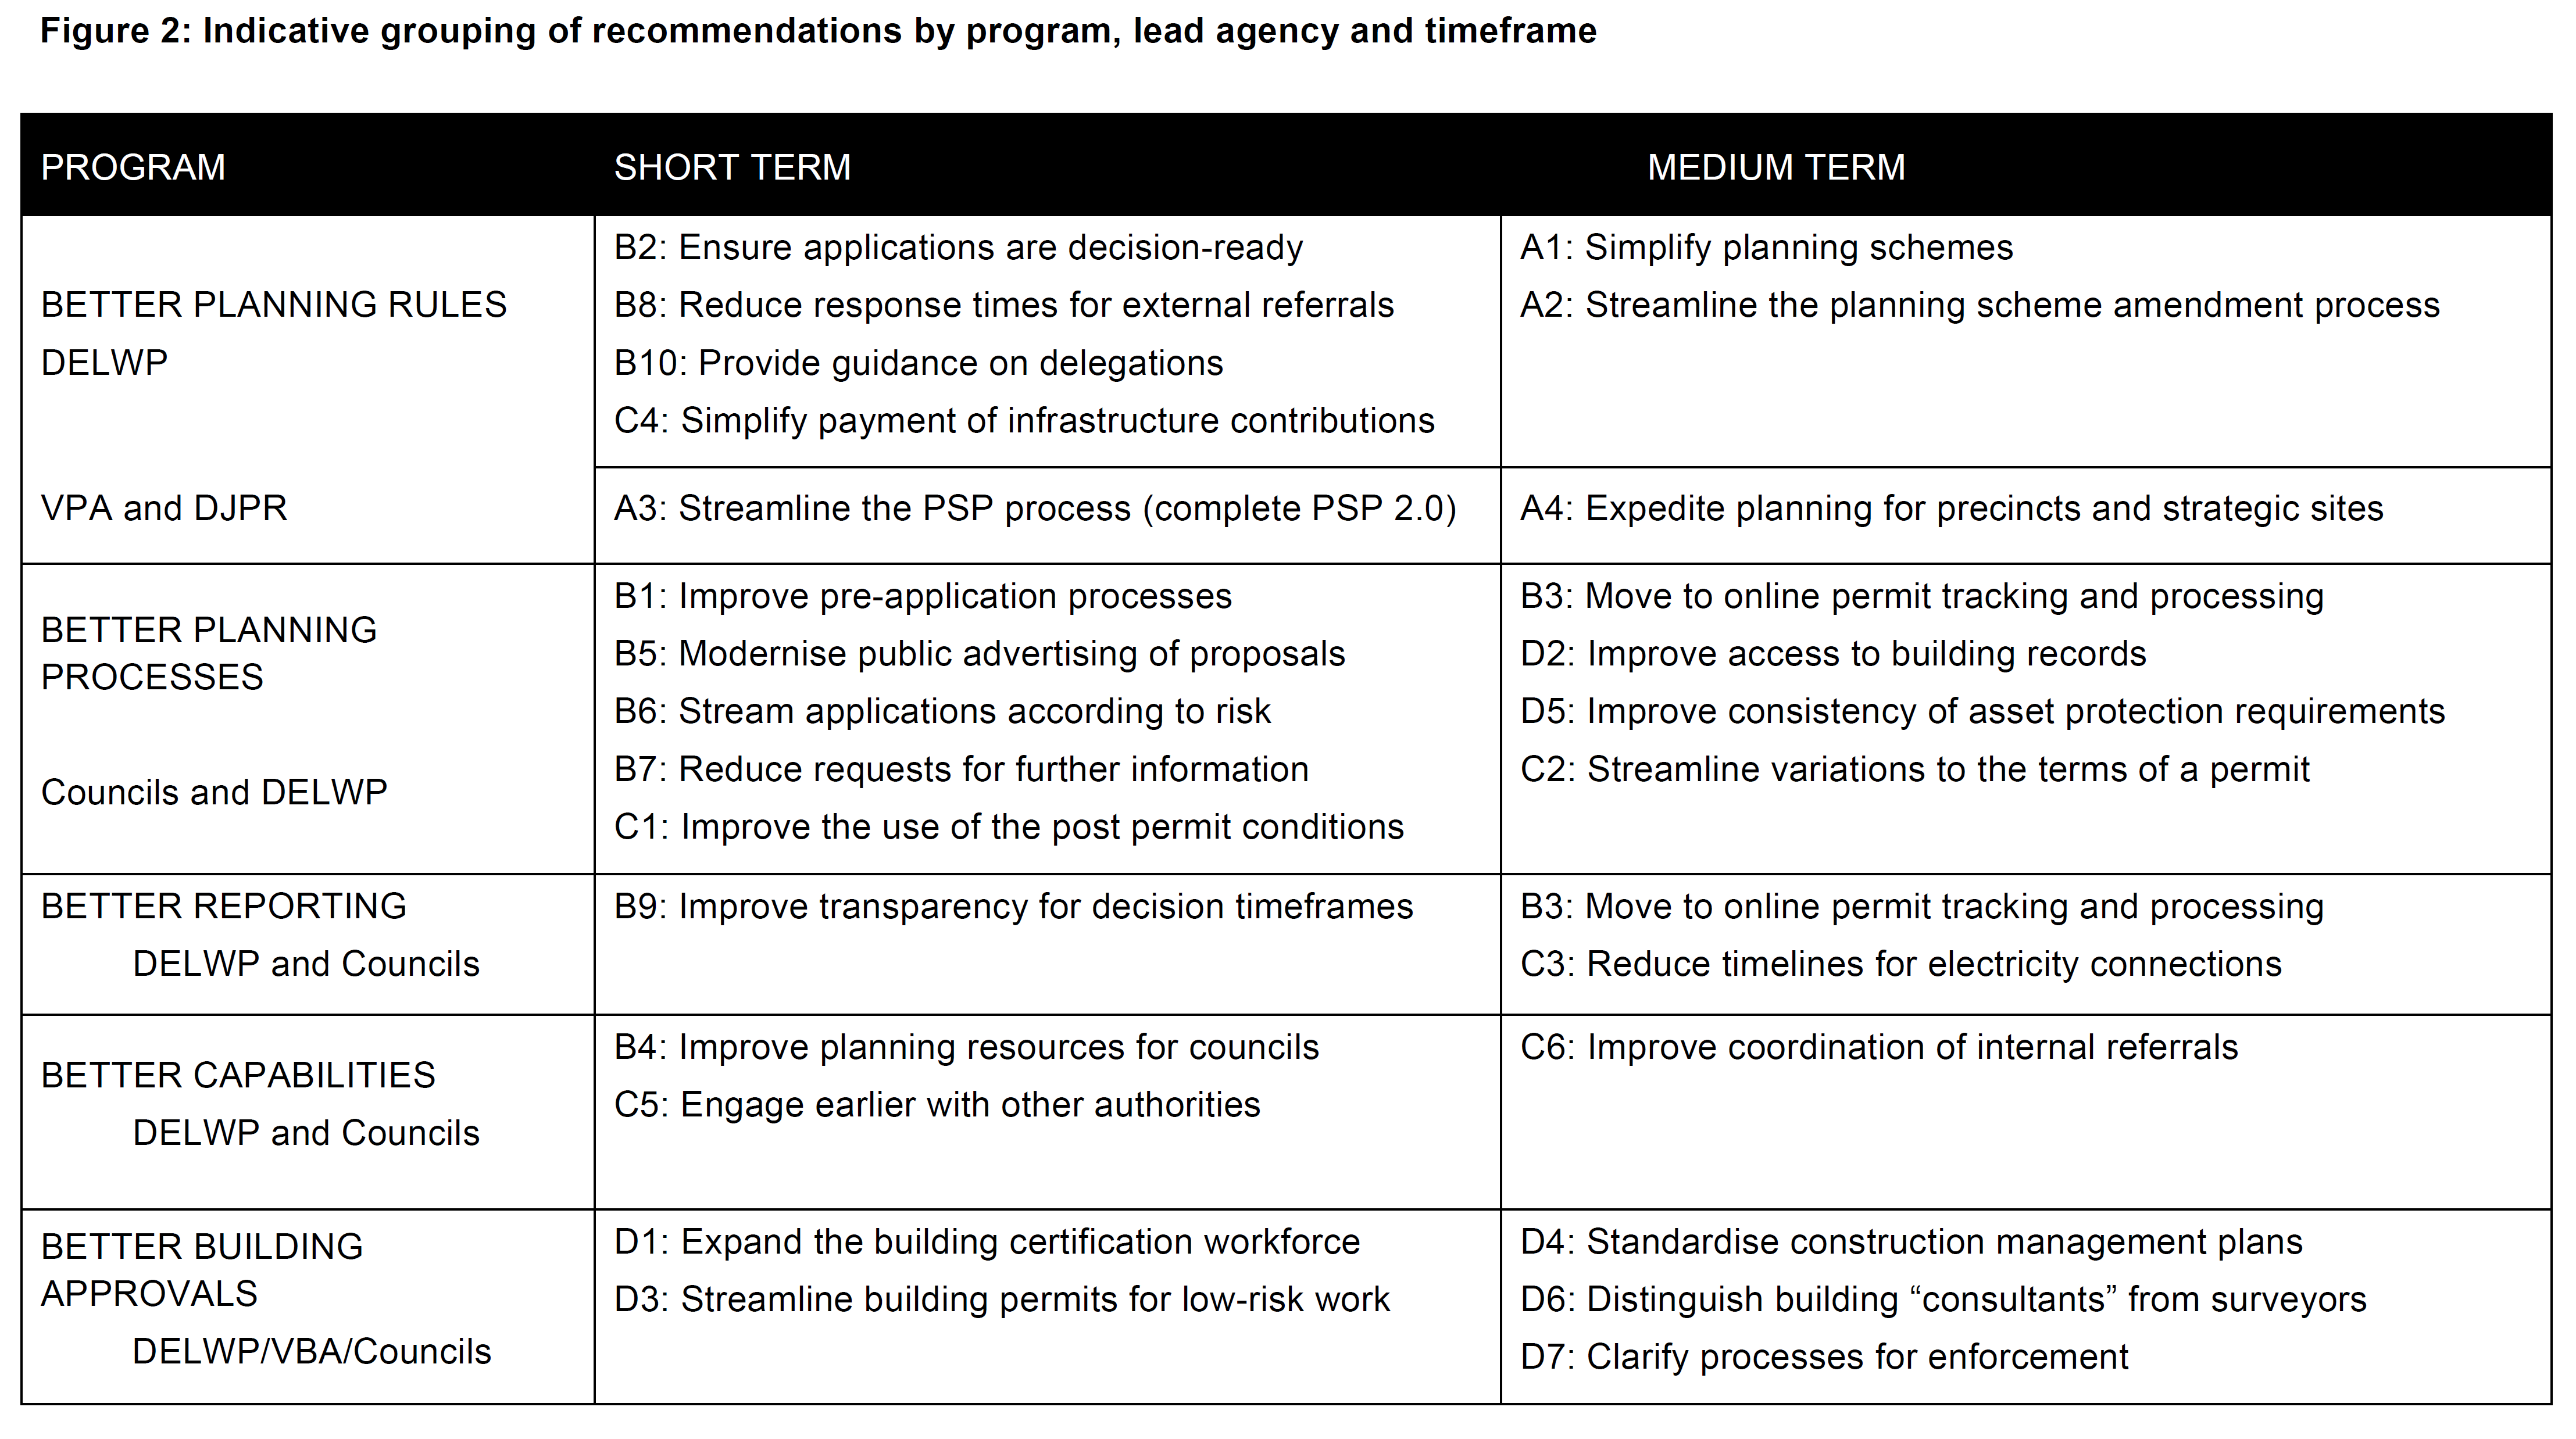 Figure 2: Indicative grouping of recommendations by program, lead agency and timeframe
PROGRAM
SHORT TERM
MEDIUM TERM
BETTER PLANNING RULES
DELWP
B2: Ensure applications are decision-ready
B8: Reduce response times for external referrals
B10: Provide guidance on delegations
C4: Simplify payment of infrastructure contributions
A1: Simplify planning schemes
A2: Streamline the planning scheme amendment process
VPA and DJPR
A3: Streamline the PSP process (complete PSP 2.0)
A4: Expedite planning for precincts and strategic sites
BETTER PLANNING
PROCESSES
Councils and DELWP
B1: Improve pre-application processes
B5: Modernise public advertising of proposals
B6: Stream applications according to risk
B7: Reduce requests for further information
C1: Improve the use of the post permit conditions
B3: Move to online permit tracking and processing
D2: Improve access to building records
D5: Improve consistency of asset protection requirements
C2: Streamline variations to the terms of a permit
BETTER REPORTING
DELWP and Councils
B9: Improve transparency for decision timeframes
B3: Move to online permit tracking and processing
C3: Reduce timelines for electricity connections
BETTER CAPABILITIES
DELWP and Councils
B4: Improve planning resources for councils
C5: Engage earlier with other authorities
C6: Improve coordination of internal referrals
BETTER BUILDING
APPROVALS
DELWP/VBA/Councils
D1: Expand the building certification workforce
D3: Streamline building permits for low-risk work
D4: Standardise construction management plans
D6: Distinguish building “consultants” from surveyors
D7: Clarify processes for enforcement